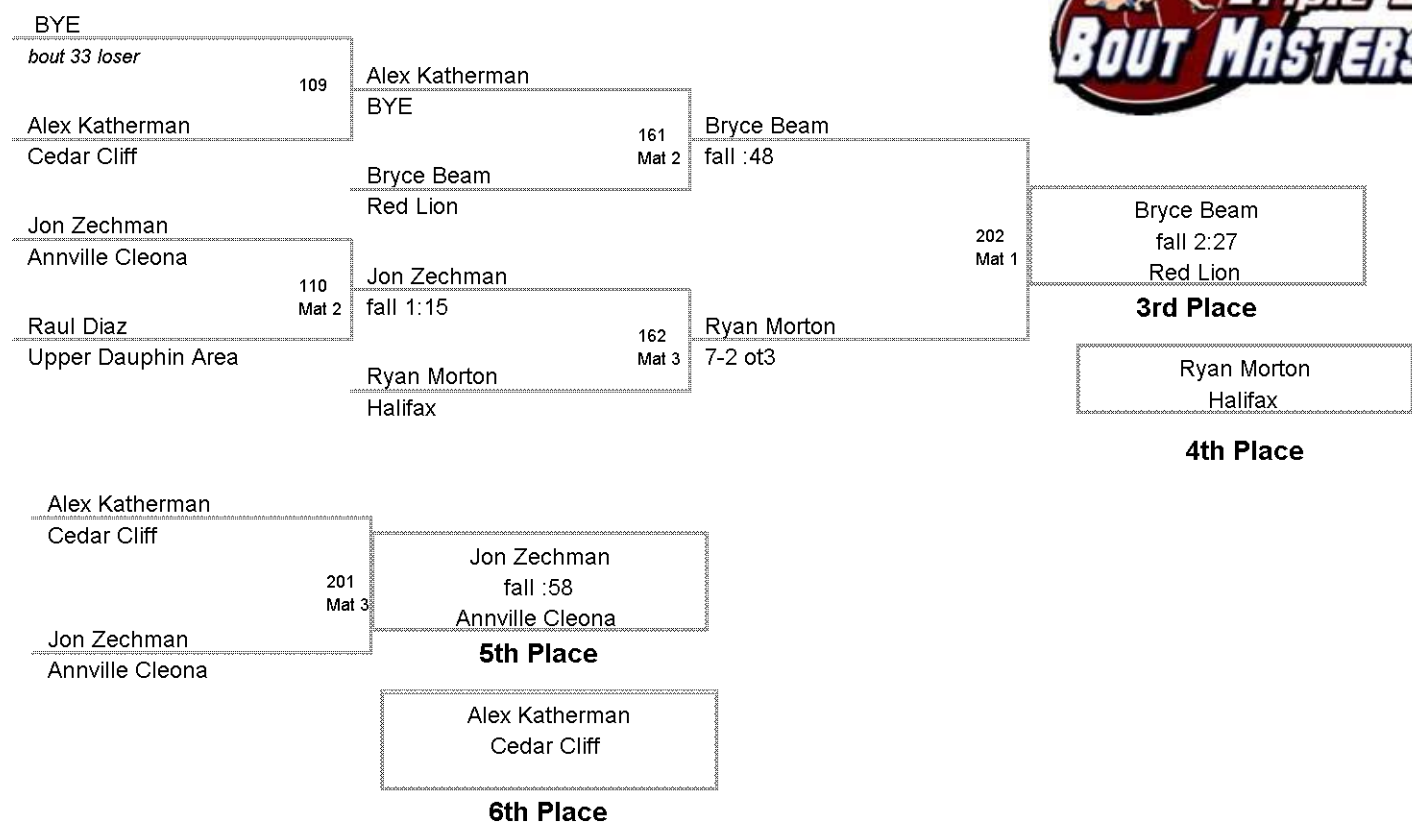 BYE
bout 33 loser
109
Alex Katherman
Cedar Cliff
Alex Katherman
BYE
161
Mat 2
Bryce Beam
Red Lion
Bryce Beam
fall :48
Jon Zechman
Annville Cleona
110
Mat 2
Raul Diaz
Upper Dauphin Area
Jon Zechman
fall 1:15
162
Mat 3
Ryan Morton
Halifax
Ryan Morton
7-2 ot3
202
Mat 1
Bryce Beam
fall 2:27
Red Lion
3rd Place
Ryan Morton
Halifax
4th Place
Alex Katherman
Cedar Cliff
201
Mat 3
Jon Zechman
Annville Cleona
Jon Zechman
fall :58
Annville Cleona
5th Place
Alex Katherman
Cedar Cliff
6th Place
BOUT MASTERS